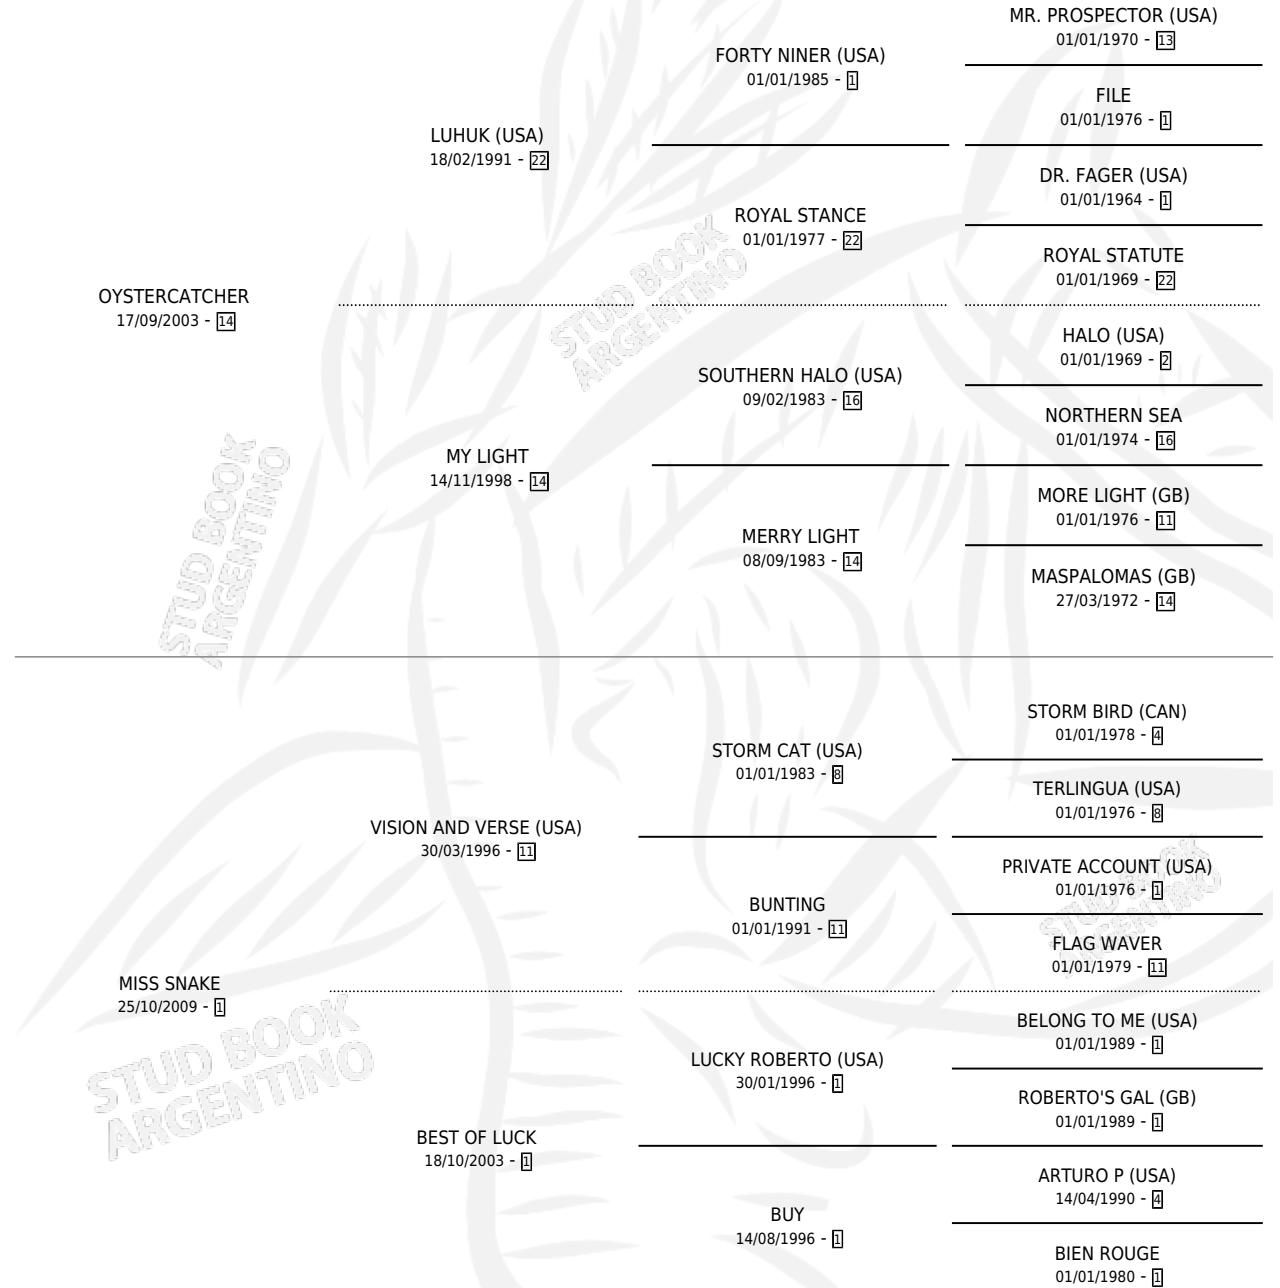 MR. PROSPECTOR (USA)
01/01/1970 - 13
FORTY NINER (USA)
01/01/1985 - 1
FILE
01/01/1976 - 1
LUHUK (USA)
18/02/1991 - 22
DR. FAGER (USA)
01/01/1964 - 1
ROYAL STANCE
01/01/1977 - 22
ROYAL STATUTE
01/01/1969 - 22
OYSTERCATCHER
17/09/2003 - 14
STUD BOOK
ARGENTINO
HALO (USA)
01/01/1969 - 2
SOUTHERN HALO (USA)
09/02/1983 - 16
NORTHERN SEA
01/01/1974 - 16
MY LIGHT
14/11/1998 - 14
MORE LIGHT (GB)
01/01/1976 - 11
MERRY LIGHT
08/09/1983 - 14
MASPALOMAS (GB)
27/03/1972 - 14
STUD BOOK
ARGENTINO
STORM BIRD (CAN)
01/01/1978 - 4
STORM CAT (USA)
01/01/1983 - 8
TERLINGUA (USA)
01/01/1976 - 8
VISION AND VERSE (USA)
30/03/1996 - 11
PRIVATE ACCOUNT (USA)
01/01/1976 - 1
STUD BOOK
ARGENTINO
BUNTING
01/01/1991 - 11
FLAG WAVER
01/01/1979 - 11
MISS SNAKE
25/10/2009 - 1
STUD BOOK
ARGENTINO
BELONG TO ME (USA)
01/01/1989 - 1
LUCKY ROBERTO (USA)
30/01/1996 - 1
ROBERTO'S GAL (GB)
01/01/1989 - 1
BEST OF LUCK
18/10/2003 - 1
ARTURO P (USA)
14/04/1990 - 4
BUY
14/08/1996 - 1
BIEN ROUGE
01/01/1980 - 1